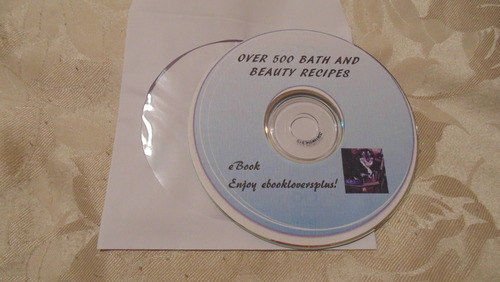 OVER 500 BATH AND
BEAUTY RECIPES
eBook
Enjoy ebookloversplus!